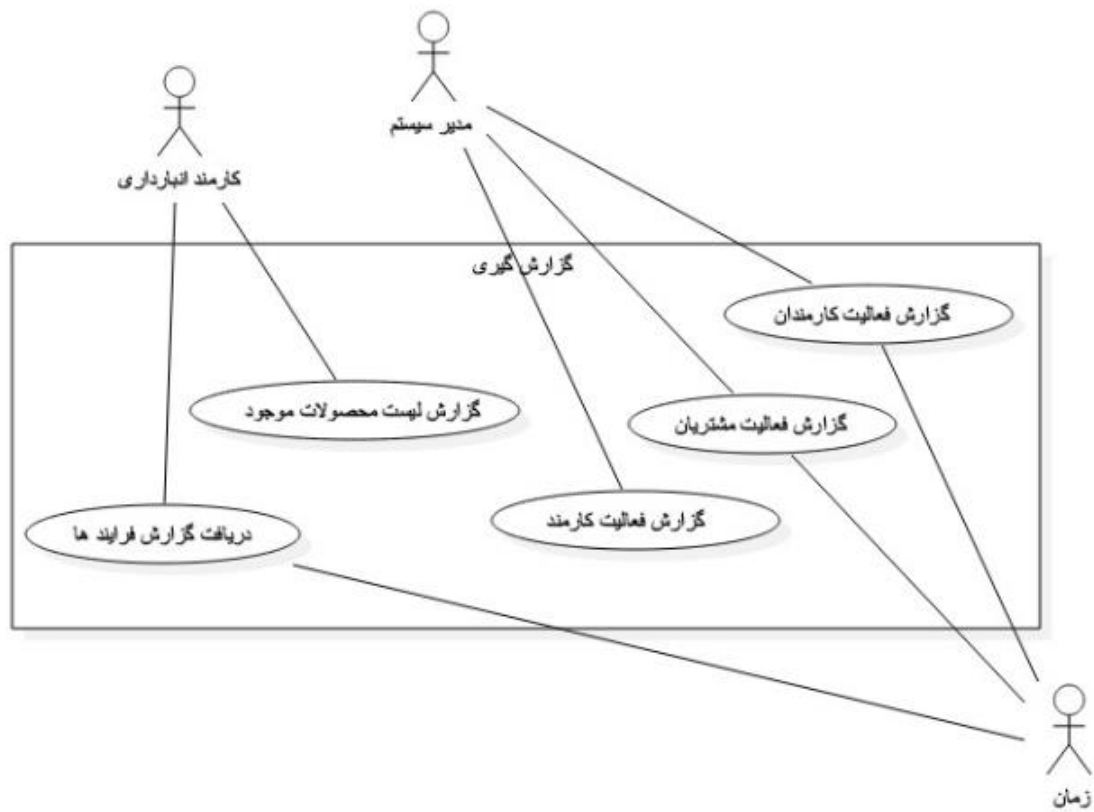 مدیر سیستم
کارمند انبارداری
گزارش گیری
گزارش فعالیت کارمندان
گزارش لیست محصولات موجود
گزارش فعالیت مشتریان
گزارش فعالیت کارمند
دریافت گزارش فرایند ها
زمان